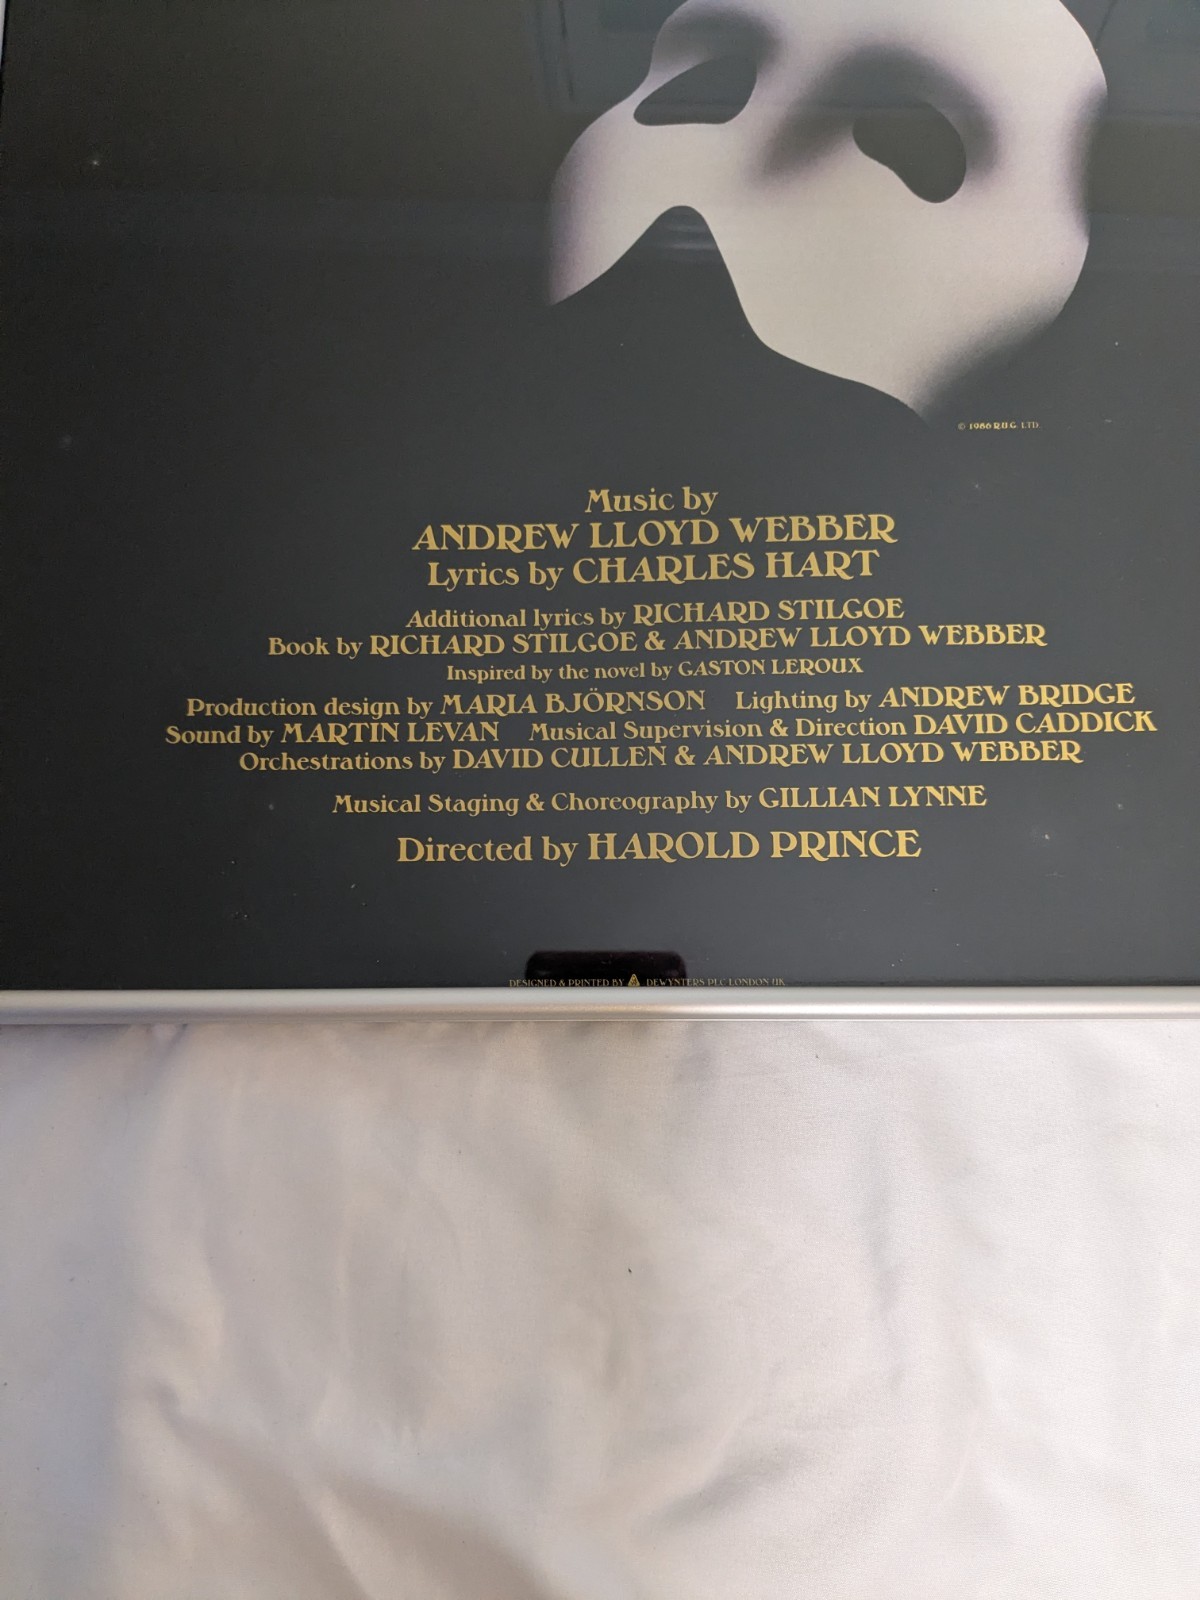 © 1986 R.U.G. LTD.
Music by
ANDREW LLOYD WEBBER
Lyrics by CHARLES HART
Additional lyrics by RICHARD STILGOE
Book by RICHARD STILGOE & ANDREW LLOYD WEBBER
Inspired by the novel by GASTON LEROUX
Production design by MARIA BJÖRNSON Lighting by ANDREW BRIDGE
Sound by MARTIN LEVAN Musical Supervision & Direction DAVID CADDICK
Orchestrations by DAVID CULLEN & ANDREW LLOYD WEBBER
Musical Staging & Choreography by GILLIAN LYNNE
Directed by HAROLD PRINCE
DESIGNED & PRINTED BY DEWYNTERS PLC LONDON UK